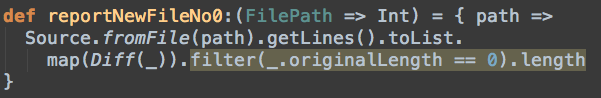 def reportNewFileNo0:(FilePath => Int) = { path =>
  Source.fromFile(path).getLines().toList.
    map(Diff(_)).filter(_.originalLength == 0).length
}